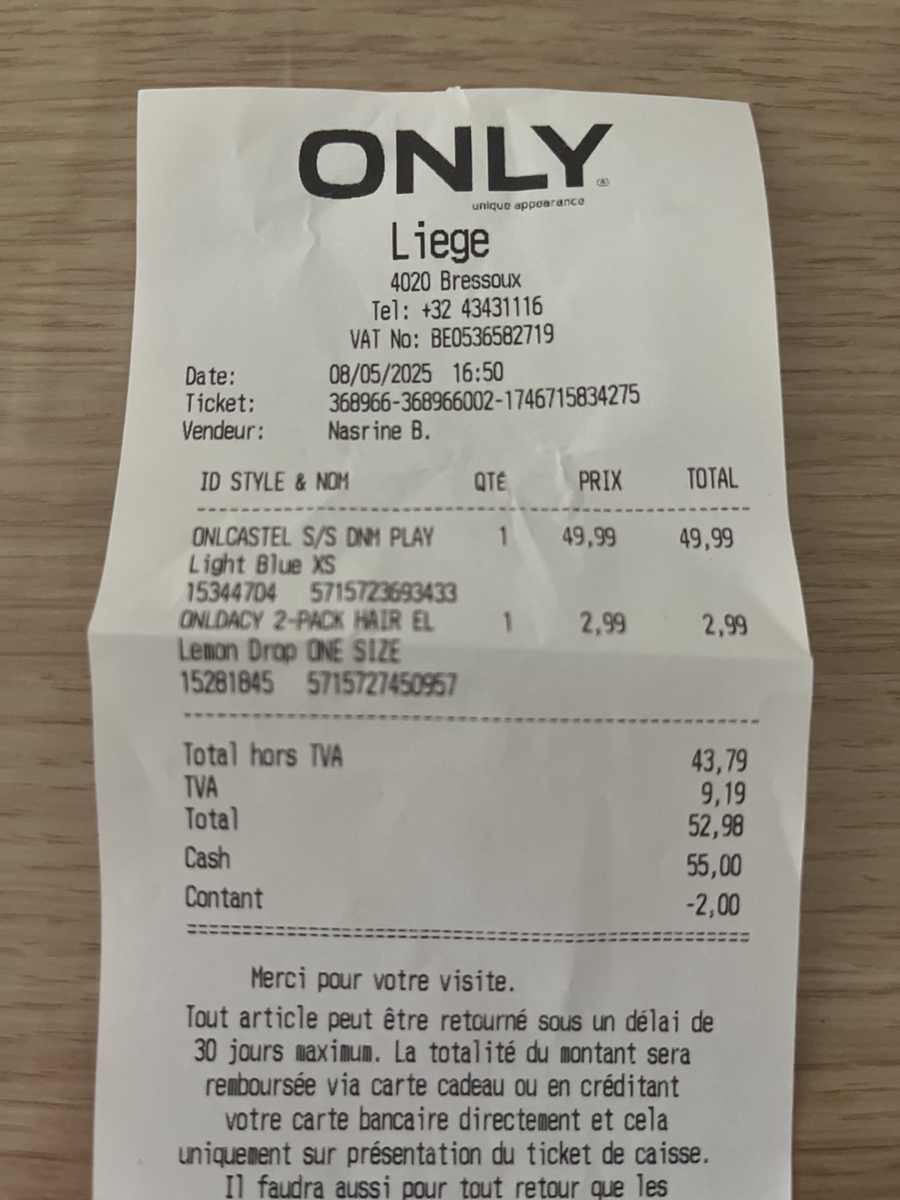 ONLY
unique appearance
Liege
4020 Bressoux
Tel: +32 43431116
VAT No: BE0536582719
Date: 08/05/2025 16:50
Ticket: 368966-368966002-1746715834275
Vendeur: Nasrine B.
ID STYLE & NOM QTÉ PRIX TOTAL
ONLCASTEL S/S DNM PLAY 1 49,99 49,99
Light Blue XS
15344704 5715723693433
ONLDACY 2-PACK HAIR EL 1 2,99 2,99
Lemon Drop ONE SIZE
15281845 5715727450957
Total hors TVA 43,79
TVA 9,19
Total 52,98
Cash 55,00
Contant -2,00
Merci pour votre visite.
Tout article peut être retourné sous un délai de
30 jours maximum. La totalité du montant sera
remboursée via carte cadeau ou en créditant
votre carte bancaire directement et cela
uniquement sur présentation du ticket de caisse.
Il faudra aussi pour tout retour que les